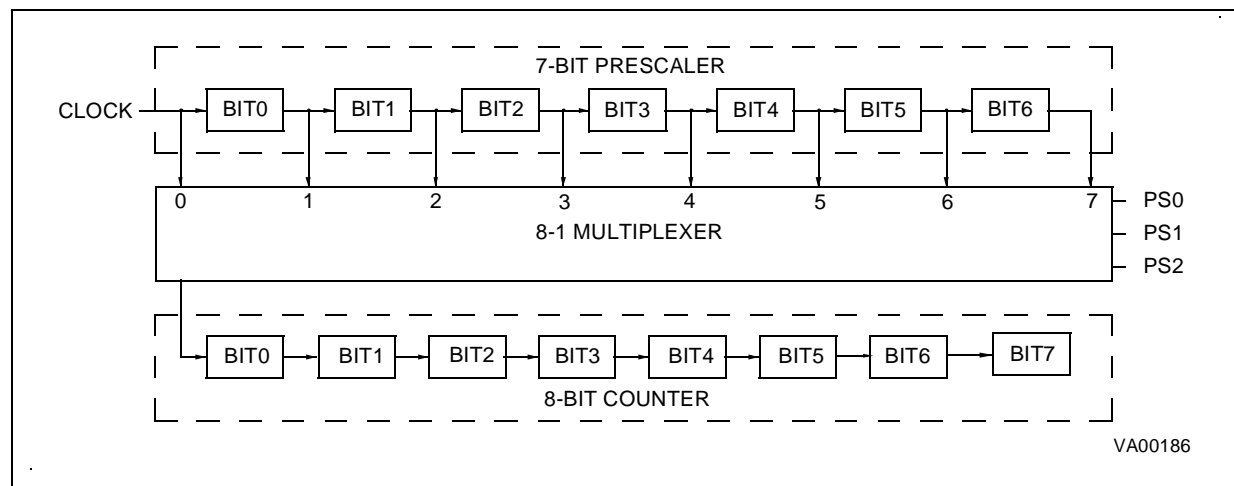 7-BIT PRESCALER
CLOCK BIT0 BIT1 BIT2 BIT3 BIT4 BIT5 BIT6
0 1 2 3 4 5 6 7 PS0
8-1 MULTIPLEXER
PS1
PS2
BIT0 BIT1 BIT2 BIT3 BIT4 BIT5 BIT6 BIT7
8-BIT COUNTER
VA00186